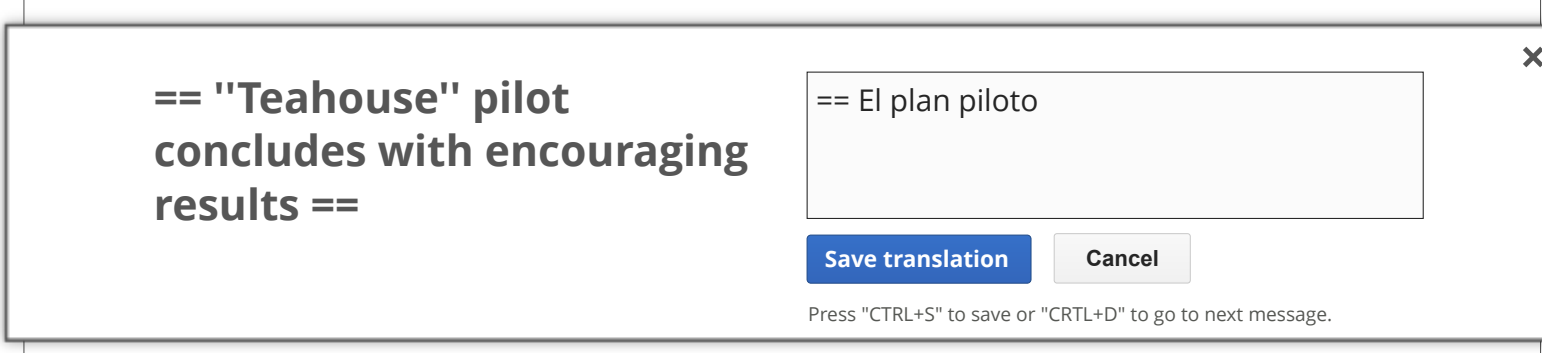 == ''Teahouse'' pilot
concludes with encouraging
results ==
== El plan piloto
Save translation
Cancel
Press "CTRL+S" to save or "CRTL+D" to go to next message.